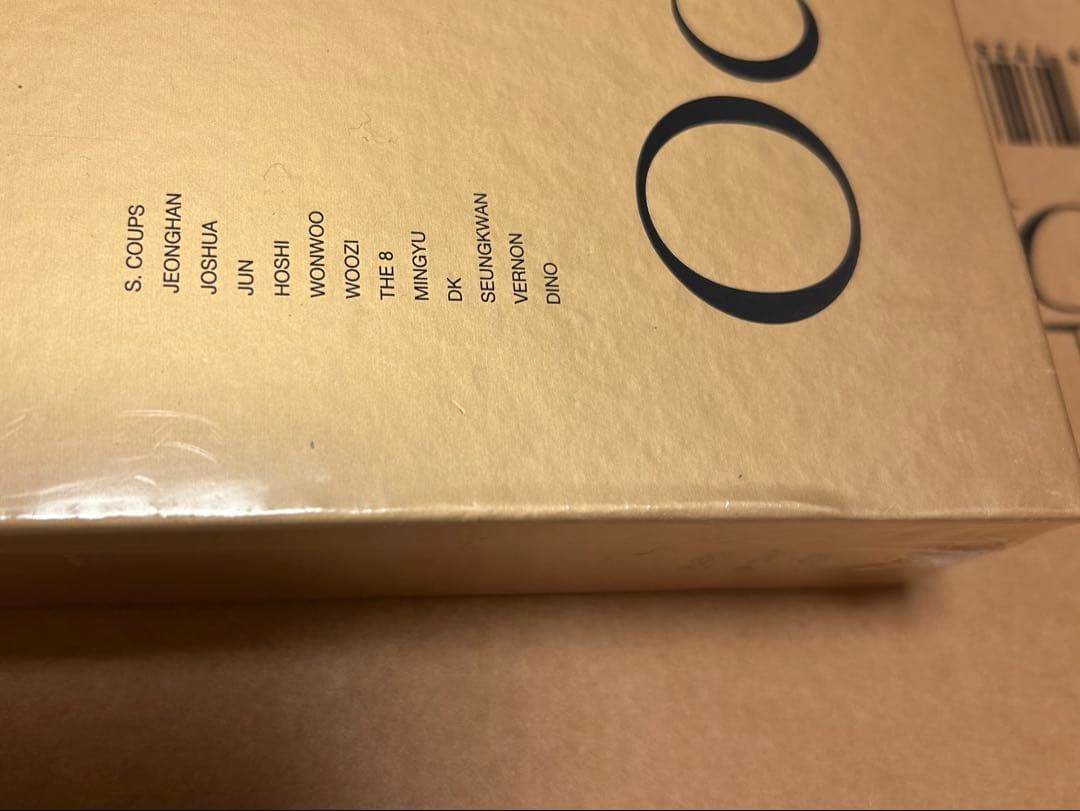 S. COUPS
JEONGHAN
JOSHUA
JUN
HOSHI
WONWOO
WOOZI
THE 8
MINGYU
DK
SEUNGKWAN
VERNON
DINO
O